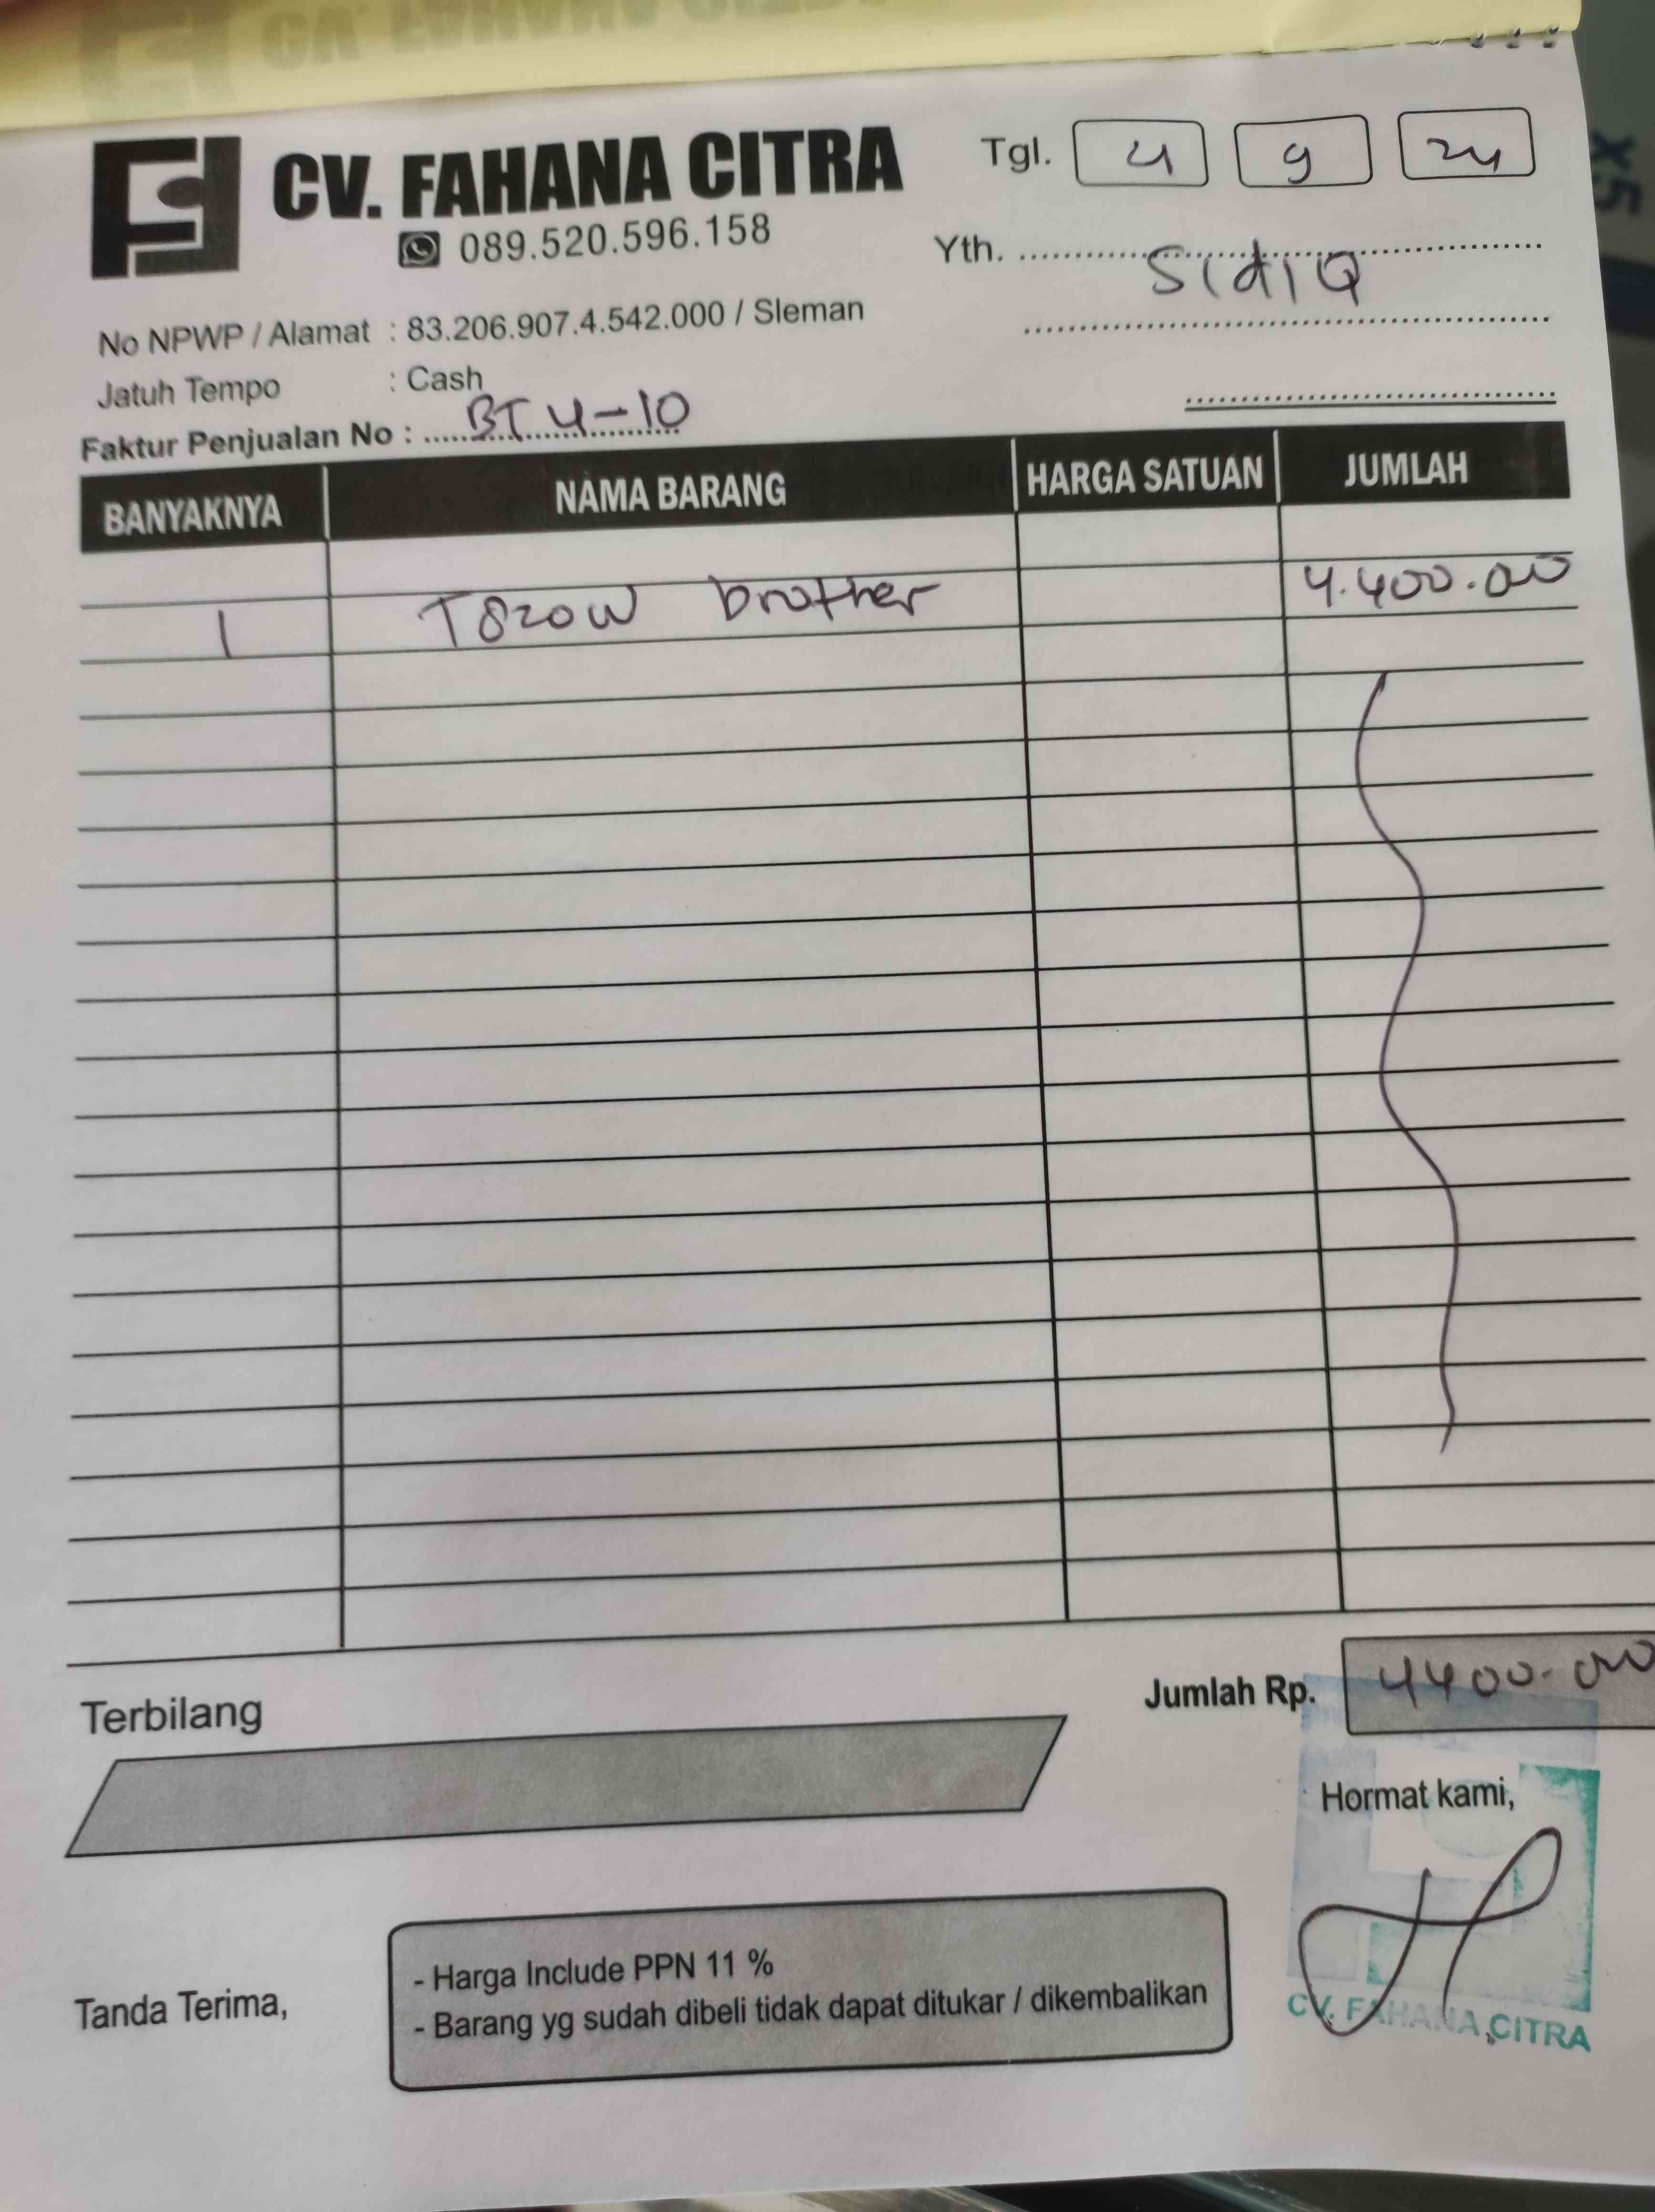 CV. FAHANA CITRA
089.520.596.158
Tgl. 4 9 24
Yth. SIdIQ
No NPWP / Alamat : 83.206.907.4.542.000 / Sleman
Jatuh Tempo : Cash
Faktur Penjualan No : BT 4-10
BANYAKNYA NAMA BARANG HARGA SATUAN JUMLAH
1 T820W brother 4.400.00
Jumlah Rp. 4400.00
Terbilang
Hormat kami,
Tanda Terima,
- Harga Include PPN 11 %
- Barang yg sudah dibeli tidak dapat ditukar / dikembalikan
CV. FAHANA CITRA
X5